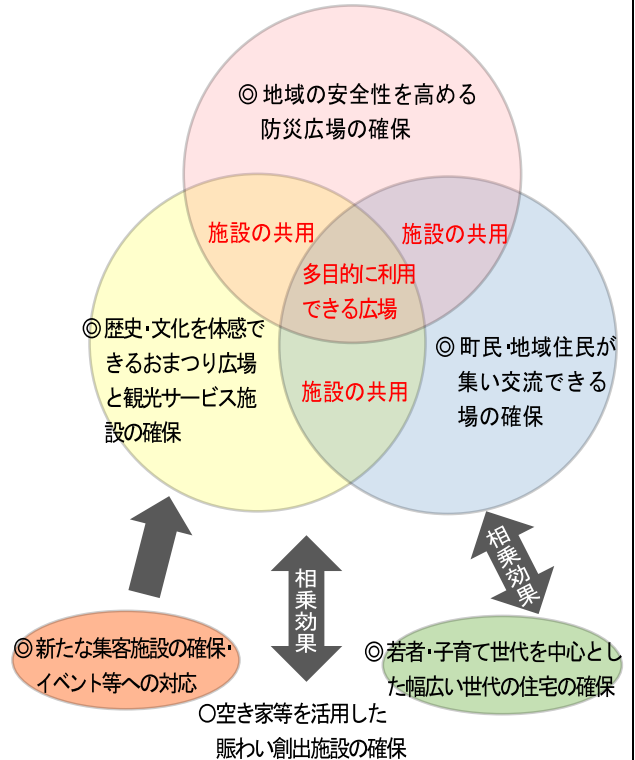 ◎地域の安全性を高める
防災広場の確保
施設の共用
施設の共用
多目的に利用
できる広場
◎歴史・文化を体感で
きるおまつり広場
と観光サービス施
設の確保
◎町民・地域住民が
集い交流できる
場の確保
施設の共用
相乗効果
相乗効果
◎新たな集客施設の確保・
イベント等への対応
◎若者・子育て世代を中心とし
た幅広い世代の住宅の確保
〇空き家等を活用した
賑わい創出施設の確保